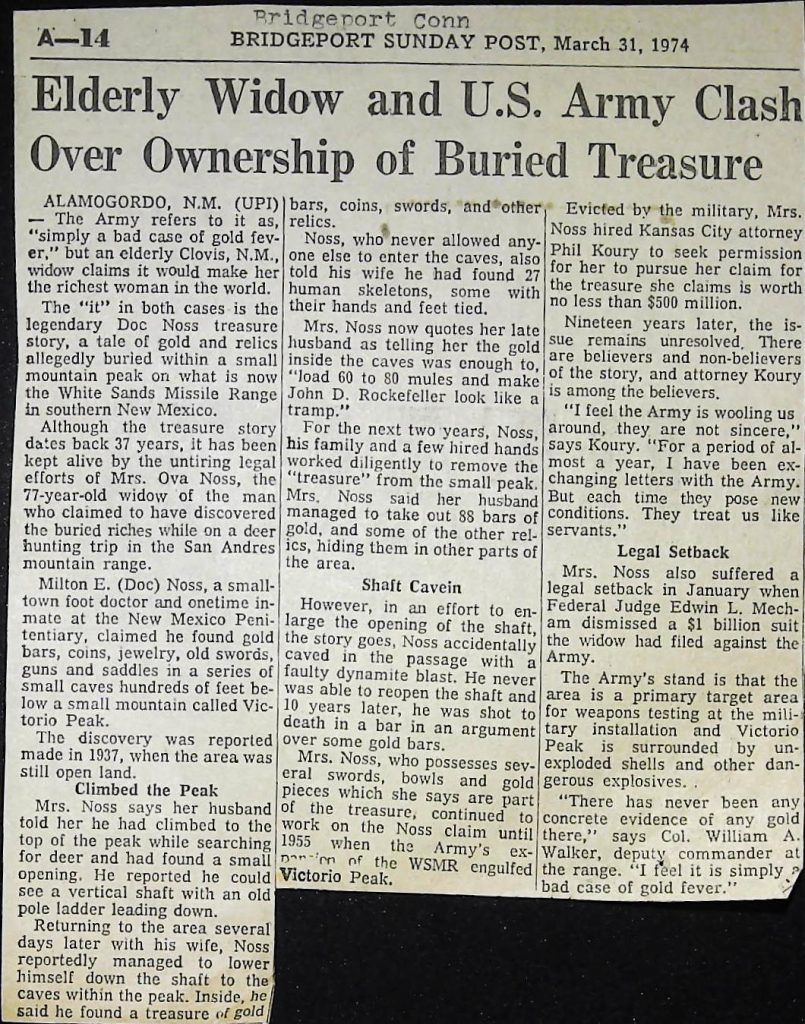 Bridgeport Conn
A—14
BRIDGEPORT SUNDAY POST, March 31, 1974
Elderly Widow and U.S. Army Clash
Over Ownership of Buried Treasure
ALAMOGORDO, N.M. (UPI)
— The Army refers to it as,
"simply a bad case of gold fev-
er," but an elderly Clovis, N.M.,
widow claims it would make her
the richest woman in the world.
The "it" in both cases is the
legendary Doc Noss treasure
story, a tale of gold and relics
allegedly buried within a small
mountain peak on what is now
the White Sands Missile Range
in southern New Mexico.
Although the treasure story
dates back 37 years, it has been
kept alive by the untiring legal
efforts of Mrs. Ova Noss, the
77-year-old widow of the man
who claimed to have discovered
the buried riches while on a deer
hunting trip in the San Andres
mountain range.
Milton E. (Doc) Noss, a small-
town foot doctor and onetime in-
mate at the New Mexico Peni-
tentiary, claimed he found gold
bars, coins, jewelry, old swords,
guns and saddles in a series of
small caves hundreds of feet be-
low a small mountain called Vic-
torio Peak.
The discovery was reported
made in 1937, when the area was
still open land.
Climbed the Peak
Mrs. Noss says her husband
told her he had climbed to the
top of the peak while searching
for deer and had found a small
opening. He reported he could
see a vertical shaft with an old
pole ladder leading down.
Returning to the area several
days later with his wife, Noss
reportedly managed to lower
himself down the shaft to the
caves within the peak. Inside, he
said he found a treasure of gold
bars, coins, swords, and other
relics.
Noss, who never allowed any-
one else to enter the caves, also
told his wife he had found 27
human skeletons, some with
their hands and feet tied.
Mrs. Noss now quotes her late
husband as telling her the gold
inside the caves was enough to,
"load 60 to 80 mules and make
John D. Rockefeller look like a
tramp."
For the next two years, Noss,
his family and a few hired hands
worked diligently to remove the
"treasure" from the small peak.
Mrs. Noss said her husband
managed to take out 88 bars of
gold, and some of the other rel-
ics, hiding them in other parts of
the area.
Shaft Cavein
However, in an effort to en-
large the opening of the shaft,
the story goes, Noss accidentally
caved in the passage with a
faulty dynamite blast. He never
was able to reopen the shaft and
10 years later, he was shot to
death in a bar in an argument
over some gold bars.
Mrs. Noss, who possesses sev-
eral swords, bowls and gold
pieces which she says are part
of the treasure, continued to
work on the Noss claim until
1955 when the Army's ex-
pansion of the WSMR engulfed
Victorio Peak.
Evicted by the military, Mrs.
Noss hired Kansas City attorney
Phil Koury to seek permission
for her to pursue her claim for
the treasure she claims is worth
no less than $500 million.
Nineteen years later, the is-
sue remains unresolved. There
are believers and non-believers
of the story, and attorney Koury
is among the believers.
"I feel the Army is wooling us
around, they are not sincere,"
says Koury. "For a period of al-
most a year, I have been ex-
changing letters with the Army.
But each time they pose new
conditions. They treat us like
servants."
Legal Setback
Mrs. Noss also suffered a
legal setback in January when
Federal Judge Edwin L. Mech-
am dismissed a $1 billion suit
the widow had filed against the
Army.
The Army's stand is that the
area is a primary target area
for weapons testing at the mili-
tary installation and Victorio
Peak is surrounded by un-
exploded shells and other dan-
gerous explosives.
"There has never been any
concrete evidence of any gold
there," says Col. William A.
Walker, deputy commander at
the range. "I feel it is simply a
bad case of gold fever."